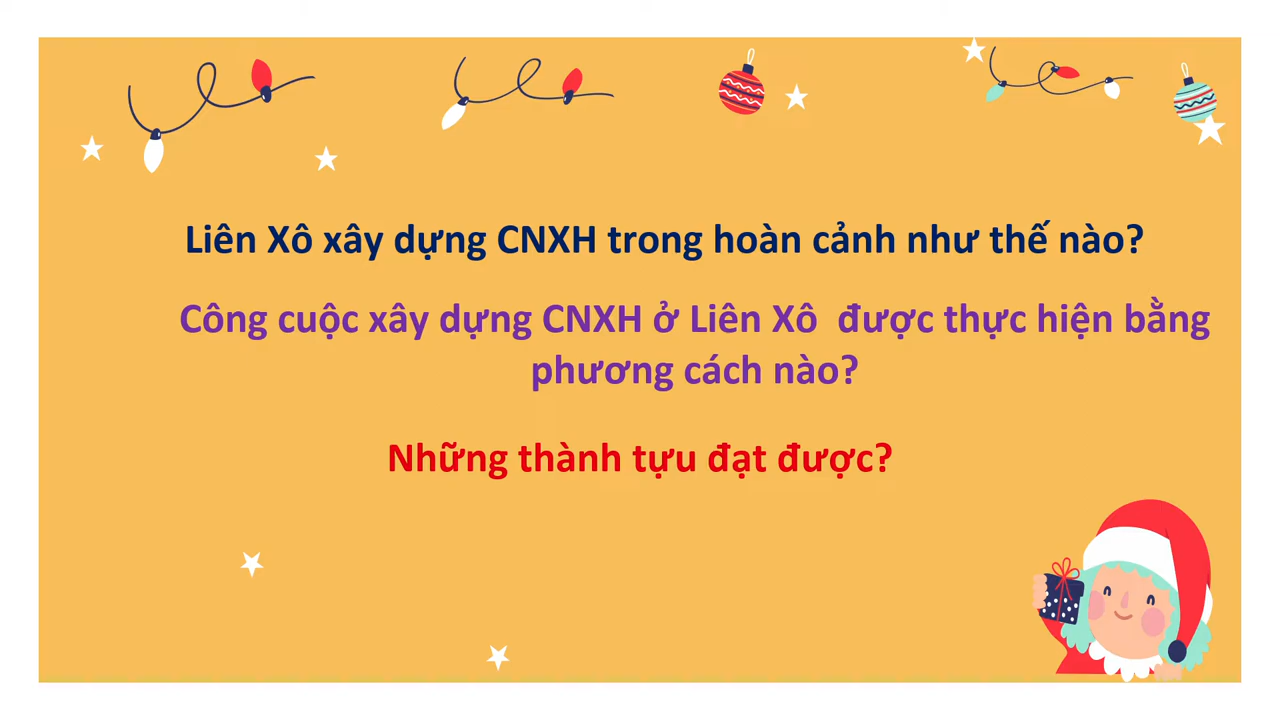 Liên Xô xây dựng CNXH trong hoàn cảnh như thế nào?
Công cuộc xây dựng CNXH ở Liên Xô được thực hiện bằng
phương cách nào?
Những thành tựu đạt được?